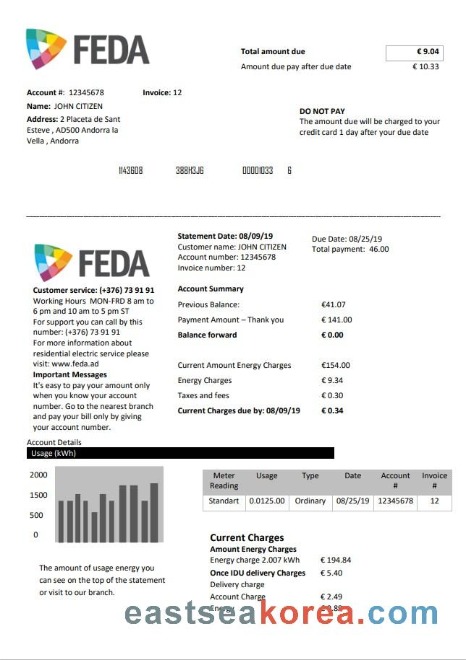 FEDA
Total amount due € 9.04
Amount due pay after due date € 10.33
Account #: 12345678 Invoice: 12
Name: JOHN CITIZEN
Address: 2 Placeta de Sant
Esteve , AD500 Andorra la
Vella , Andorra
DO NOT PAY
The amount due will be charged to your
credit card 1 day after your due date
1143608 388H3J6 00001033 6
FEDA
Statement Date: 08/09/19
Customer name: JOHN CITIZEN
Account number: 12345678
Invoice number: 12
Due Date: 08/25/19
Total payment: 46.00
Customer service: (+376) 73 91 91
Working Hours MON-FRD 8 am to
6 pm and 10 am to 5 pm ST
For support you can call by this
number: (+376) 73 91 91
For more information about
residential electric service please
visit: www.feda.ad
Important Messages
It's easy to pay your amount only
when you know your account
number. Go to the nearest branch
and pay your bill only by giving
your account number.
Account Summary
Previous Balance: €41.07
Payment Amount – Thank you € 141.00
Balance forward € 0.00
Current Amount Energy Charges €154.00
Energy Charges € 9.34
Taxes and fees € 0.30
Current Charges due by: 08/09/19 € 0.34
Account Details
Usage (kWh)
2000
1500
500
0
Meter Reading Usage Type Date Account # Invoice #
Standart 0.0125.00 Ordinary 08/25/19 12345678 12
The amount of usage energy you
can see on the top of the statement
or visit to our branch.
Current Charges
Amount Energy Charges
Energy charge 2.007 kWh € 194.84
Once IDU delivery Charges € 5.40
Delivery charge
Account Charge € 2.49
Energy
eastseakorea.com